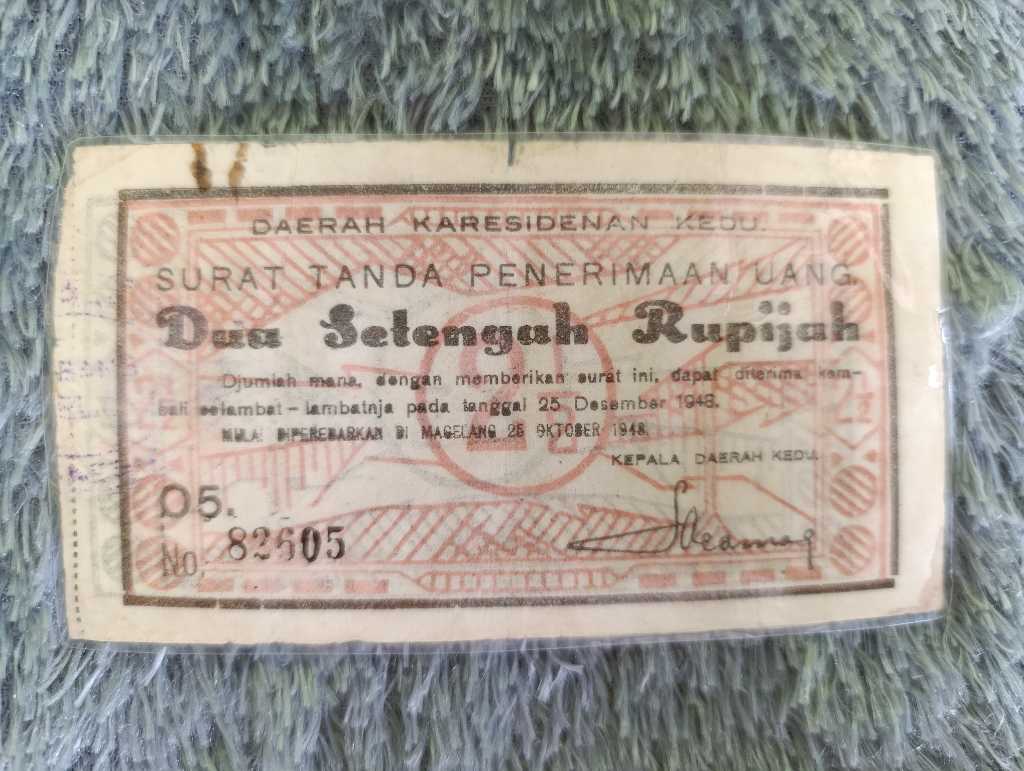 DAERAH KARESIDENAN KEDU.
SURAT TANDA PENERIMAAN UANG
Dua Setengah Rupijah
Djumlah mana, dengan memberikan surat ini, dapat diterima kem-
bali selambat-lambatnja pada tanggal 25 Desember 1948.
MULAI DIPEREDARKAN DI MAGELANG 25 OKTOBER 1948.
KEPALA DAERAH KEDU.
2½
O5.
No. 82605